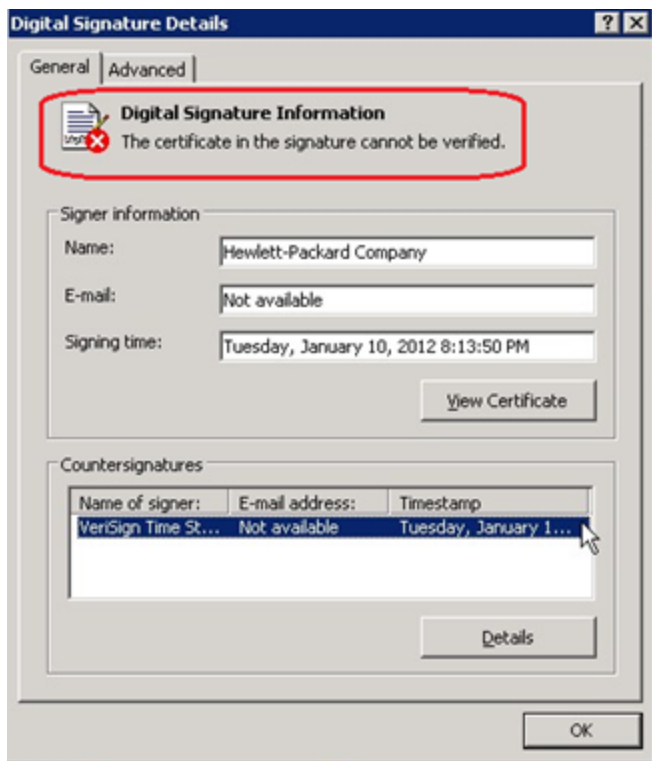 Digital Signature Details
General Advanced
Digital Signature Information
The certificate in the signature cannot be verified.
Signer information
Name: Hewlett-Packard Company
E-mail: Not available
Signing time: Tuesday, January 10, 2012 8:13:50 PM
View Certificate
Countersignatures
Name of signer: E-mail address: Timestamp
VeriSign Time St... Not available Tuesday, January 1...
Details
OK